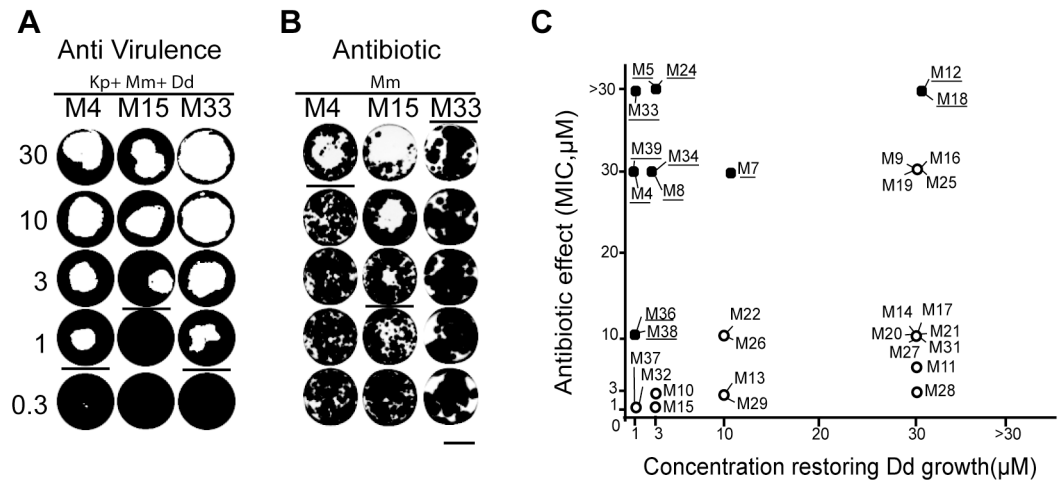 A
Anti Virulence
Kp+ Mm+ Dd
M4 M15 M33
30
10
3
1
0.3
B
Antibiotic
Mm
M4 M15 M33
C
Antibiotic effect (MIC,µM)
>30
30
20
10
3
1
0
M5 M24
M33
M12
M18
M39
M34
M4 M8
M7
M9 M16
M19 M25
M36
M38
M22
M26
M14 M17
M20 M21
M27 M31
M37
M32
M10
M15
M13
M29
M11
M28
1 3 10 20 30 >30
Concentration restoring Dd growth(µM)